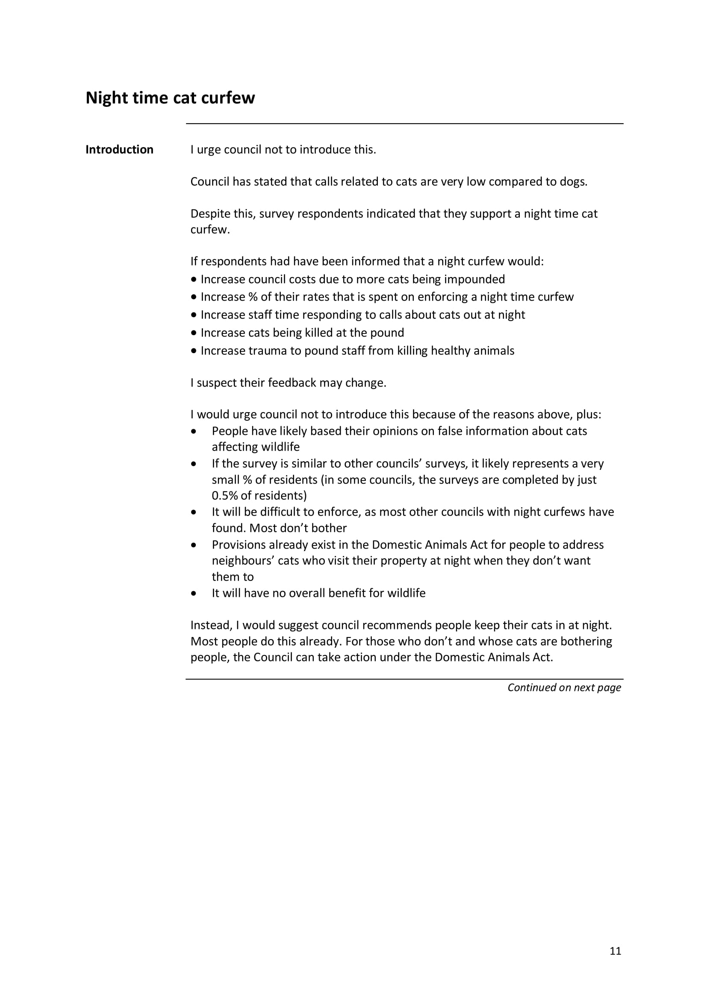 Night time cat curfew
Introduction
I urge council not to introduce this.
Council has stated that calls related to cats are very low compared to dogs.
Despite this, survey respondents indicated that they support a night time cat
curfew.
If respondents had have been informed that a night curfew would:
• Increase council costs due to more cats being impounded
• Increase % of their rates that is spent on enforcing a night time curfew
• Increase staff time responding to calls about cats out at night
• Increase cats being killed at the pound
• Increase trauma to pound staff from killing healthy animals
I suspect their feedback may change.
I would urge council not to introduce this because of the reasons above, plus:
• People have likely based their opinions on false information about cats
affecting wildlife
• If the survey is similar to other councils’ surveys, it likely represents a very
small % of residents (in some councils, the surveys are completed by just
0.5% of residents)
• It will be difficult to enforce, as most other councils with night curfews have
found. Most don’t bother
• Provisions already exist in the Domestic Animals Act for people to address
neighbours’ cats who visit their property at night when they don’t want
them to
• It will have no overall benefit for wildlife
Instead, I would suggest council recommends people keep their cats in at night.
Most people do this already. For those who don’t and whose cats are bothering
people, the Council can take action under the Domestic Animals Act.
Continued on next page
11